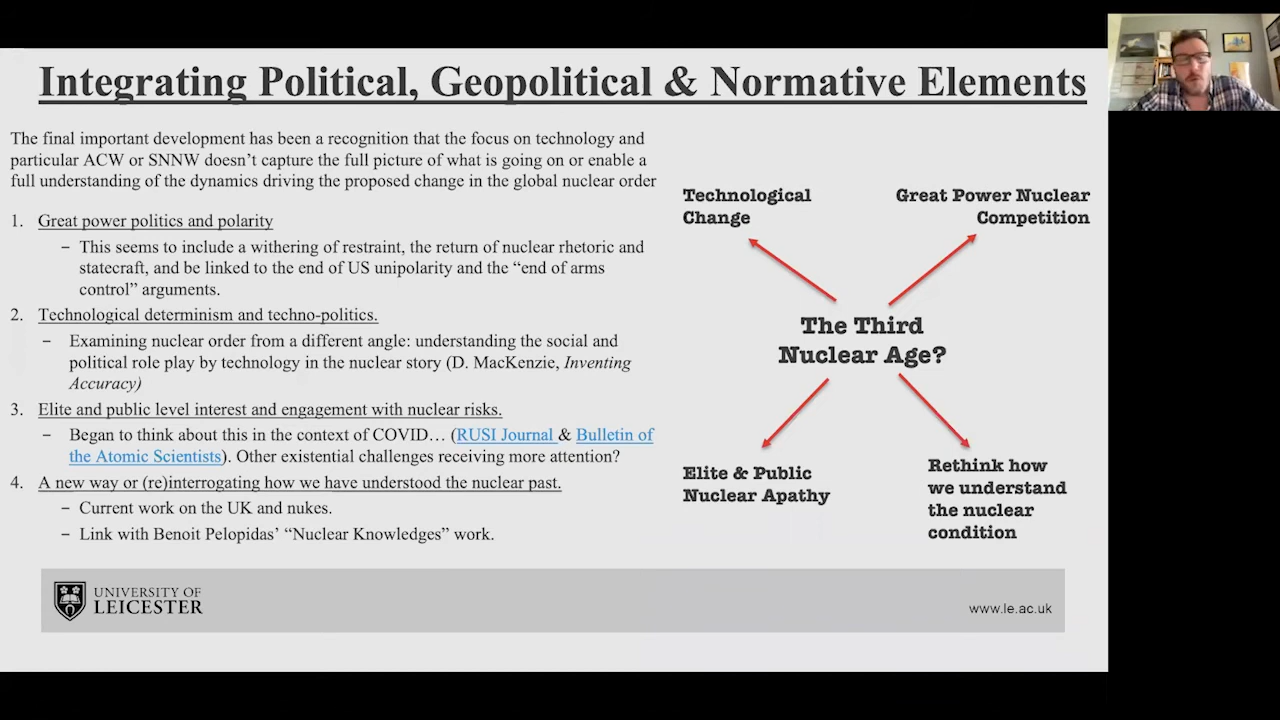 Integrating Political, Geopolitical & Normative Elements
The final important development has been a recognition that the focus on technology and
particular ACW or SNNW doesn’t capture the full picture of what is going on or enable a
full understanding of the dynamics driving the proposed change in the global nuclear order
1. Great power politics and polarity
– This seems to include a withering of restraint, the return of nuclear rhetoric and
statecraft, and be linked to the end of US unipolarity and the “end of arms
control” arguments.
2. Technological determinism and techno-politics.
– Examining nuclear order from a different angle: understanding the social and
political role play by technology in the nuclear story (D. MacKenzie, Inventing
Accuracy)
3. Elite and public level interest and engagement with nuclear risks.
– Began to think about this in the context of COVID… (RUSI Journal & Bulletin of
the Atomic Scientists). Other existential challenges receiving more attention?
4. A new way or (re)interrogating how we have understood the nuclear past.
– Current work on the UK and nukes.
– Link with Benoit Pelopidas’ “Nuclear Knowledges” work.
Technological
Change
Great Power Nuclear
Competition
The Third
Nuclear Age?
Elite & Public
Nuclear Apathy
Rethink how
we understand
the nuclear
condition
UNIVERSITY OF
LEICESTER
www.le.ac.uk